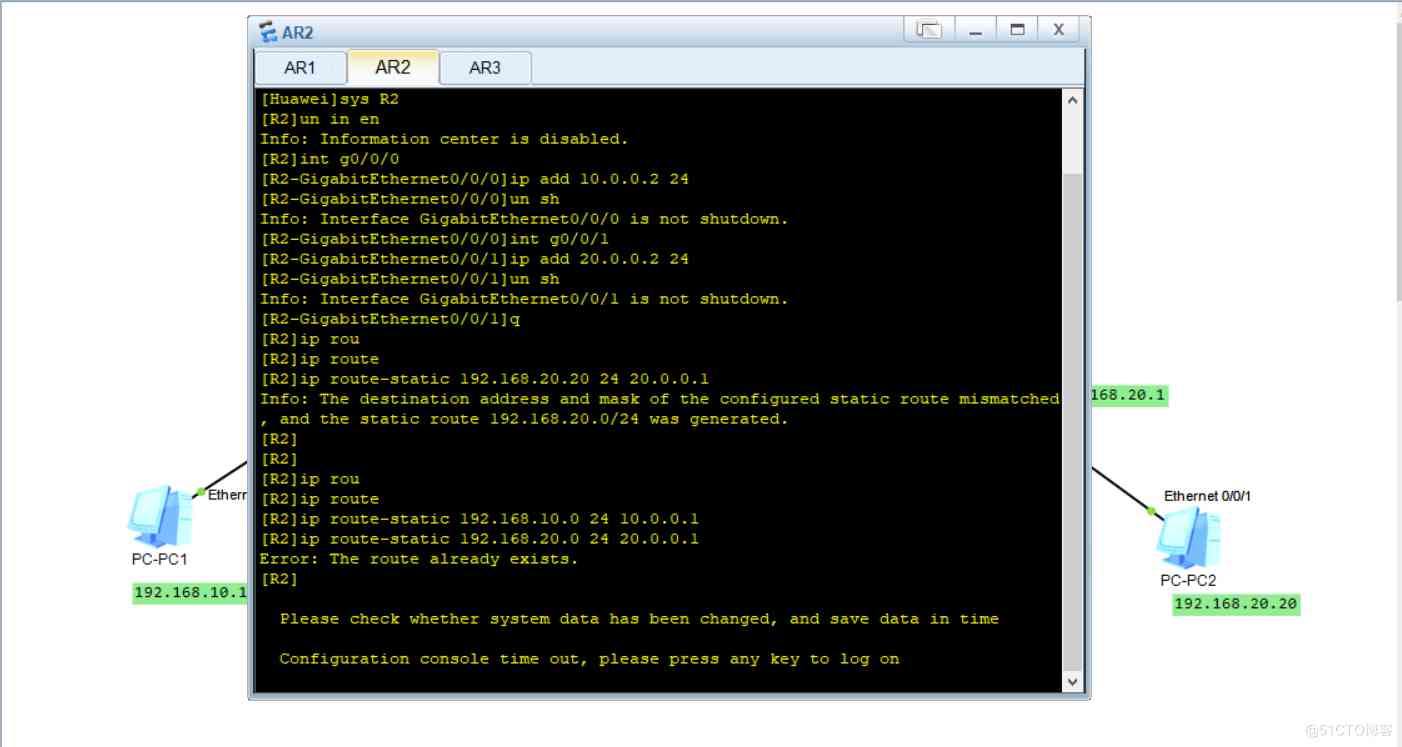 AR2
AR1 AR2 AR3
[Huawei]sys R2
[R2]un in en
Info: Information center is disabled.
[R2]int g0/0/0
[R2-GigabitEthernet0/0/0]ip add 10.0.0.2 24
[R2-GigabitEthernet0/0/0]un sh
Info: Interface GigabitEthernet0/0/0 is not shutdown.
[R2-GigabitEthernet0/0/0]int g0/0/1
[R2-GigabitEthernet0/0/1]ip add 20.0.0.2 24
[R2-GigabitEthernet0/0/1]un sh
Info: Interface GigabitEthernet0/0/1 is not shutdown.
[R2-GigabitEthernet0/0/1]q
[R2]ip rou
[R2]ip route
[R2]ip route-static 192.168.20.20 24 20.0.0.1
Info: The destination address and mask of the configured static route mismatched
, and the static route 192.168.20.0/24 was generated.
[R2]
[R2]
[R2]ip rou
[R2]ip route
[R2]ip route-static 192.168.10.0 24 10.0.0.1
[R2]ip route-static 192.168.20.0 24 20.0.0.1
Error: The route already exists.
[R2]
Please check whether system data has been changed, and save data in time
Configuration console time out, please press any key to log on
168.20.1
Ethern
PC-PC1
192.168.10.1
Ethernet 0/0/1
PC-PC2
192.168.20.20
@51CTO博客